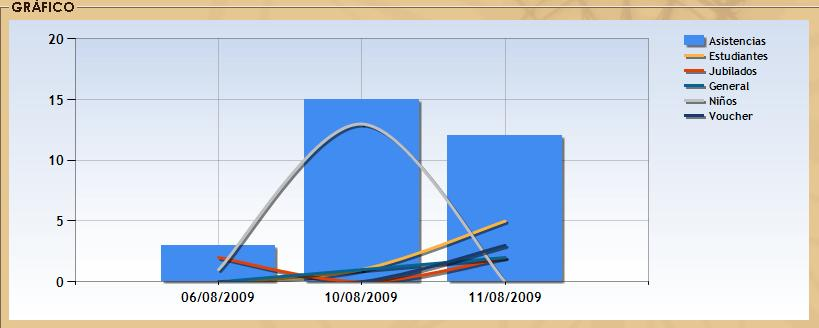 GRÁFICO
20
15
10
5
0
06/08/2009 10/08/2009 11/08/2009
Asistencias
Estudiantes
Jubilados
General
Niños
Voucher